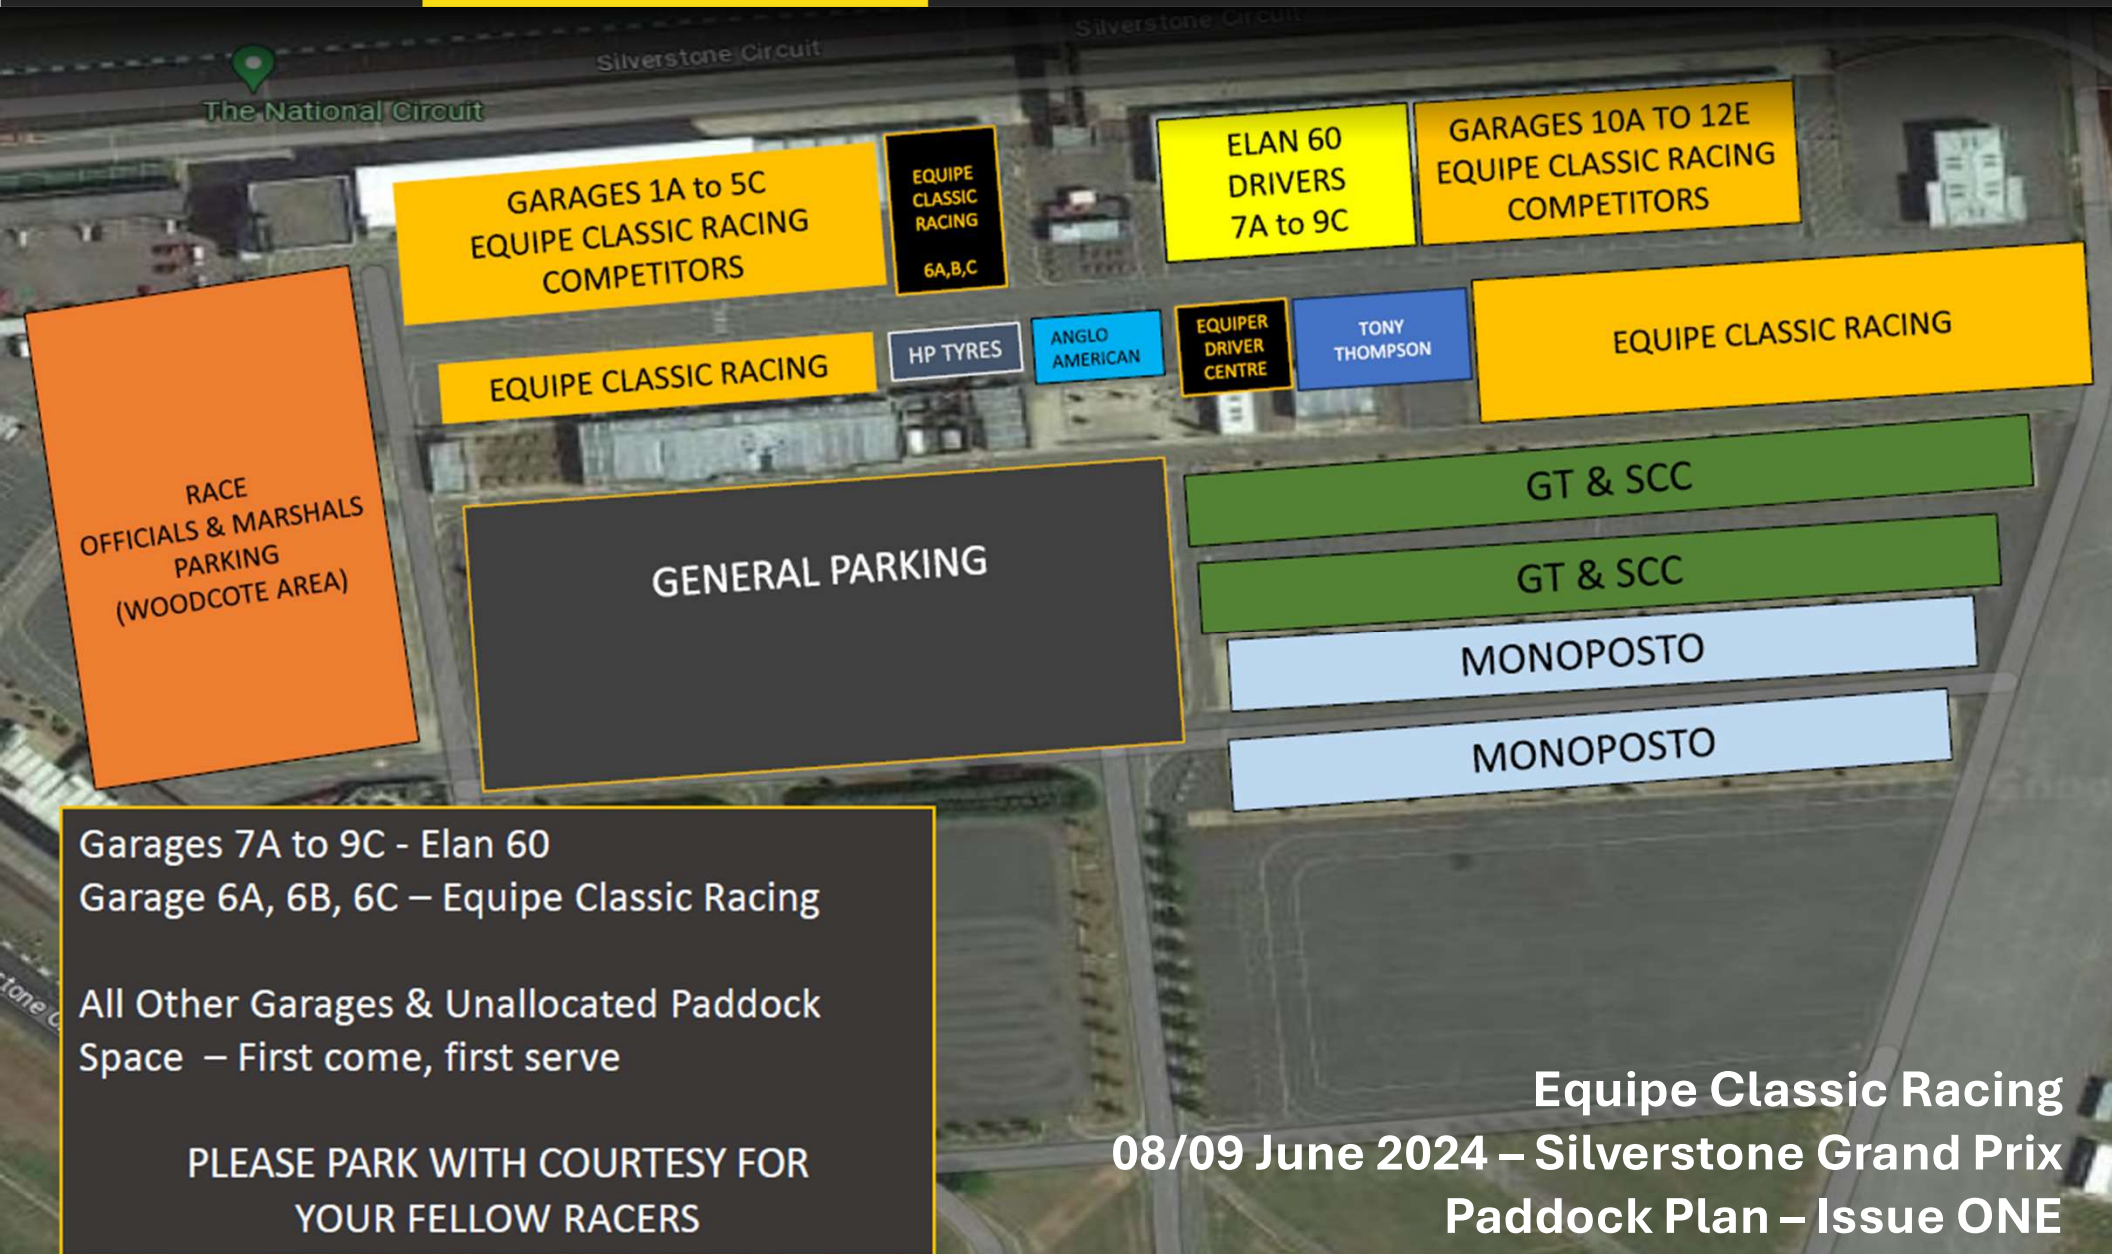 Silverstone Circuit
Silverstone Circuit
The National Circuit
GARAGES 1A to 5C
EQUIPE CLASSIC RACING
COMPETITORS
EQUIPE
CLASSIC
RACING
6A,B,C
ELAN 60
DRIVERS
7A to 9C
GARAGES 10A TO 12E
EQUIPE CLASSIC RACING
COMPETITORS
EQUIPE CLASSIC RACING
HP TYRES
ANGLO
AMERICAN
EQUIPER
DRIVER
CENTRE
TONY
THOMPSON
EQUIPE CLASSIC RACING
RACE
OFFICIALS & MARSHALS
PARKING
(WOODCOTE AREA)
GENERAL PARKING
GT & SCC
GT & SCC
MONOPOSTO
MONOPOSTO
Garages 7A to 9C - Elan 60
Garage 6A, 6B, 6C – Equipe Classic Racing
All Other Garages & Unallocated Paddock
Space – First come, first serve
PLEASE PARK WITH COURTESY FOR
YOUR FELLOW RACERS
Equipe Classic Racing
08/09 June 2024 – Silverstone Grand Prix
Paddock Plan – Issue ONE